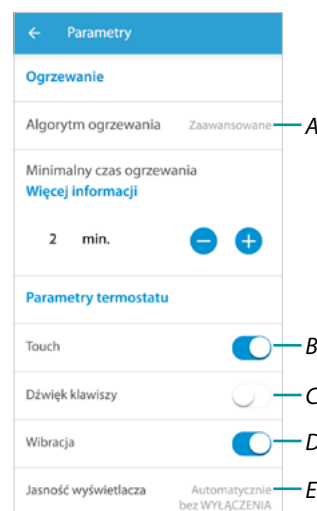 ← Parametry
Ogrzewanie
Algorytm ogrzewania Zaawansowane A
Minimalny czas ogrzewania
Więcej informacji
2 min. − +
Parametry termostatu
Touch B
Dźwięk klawiszy C
Wibracja D
Jasność wyświetlacza Automatycznie E
bez WYŁĄCZENIA